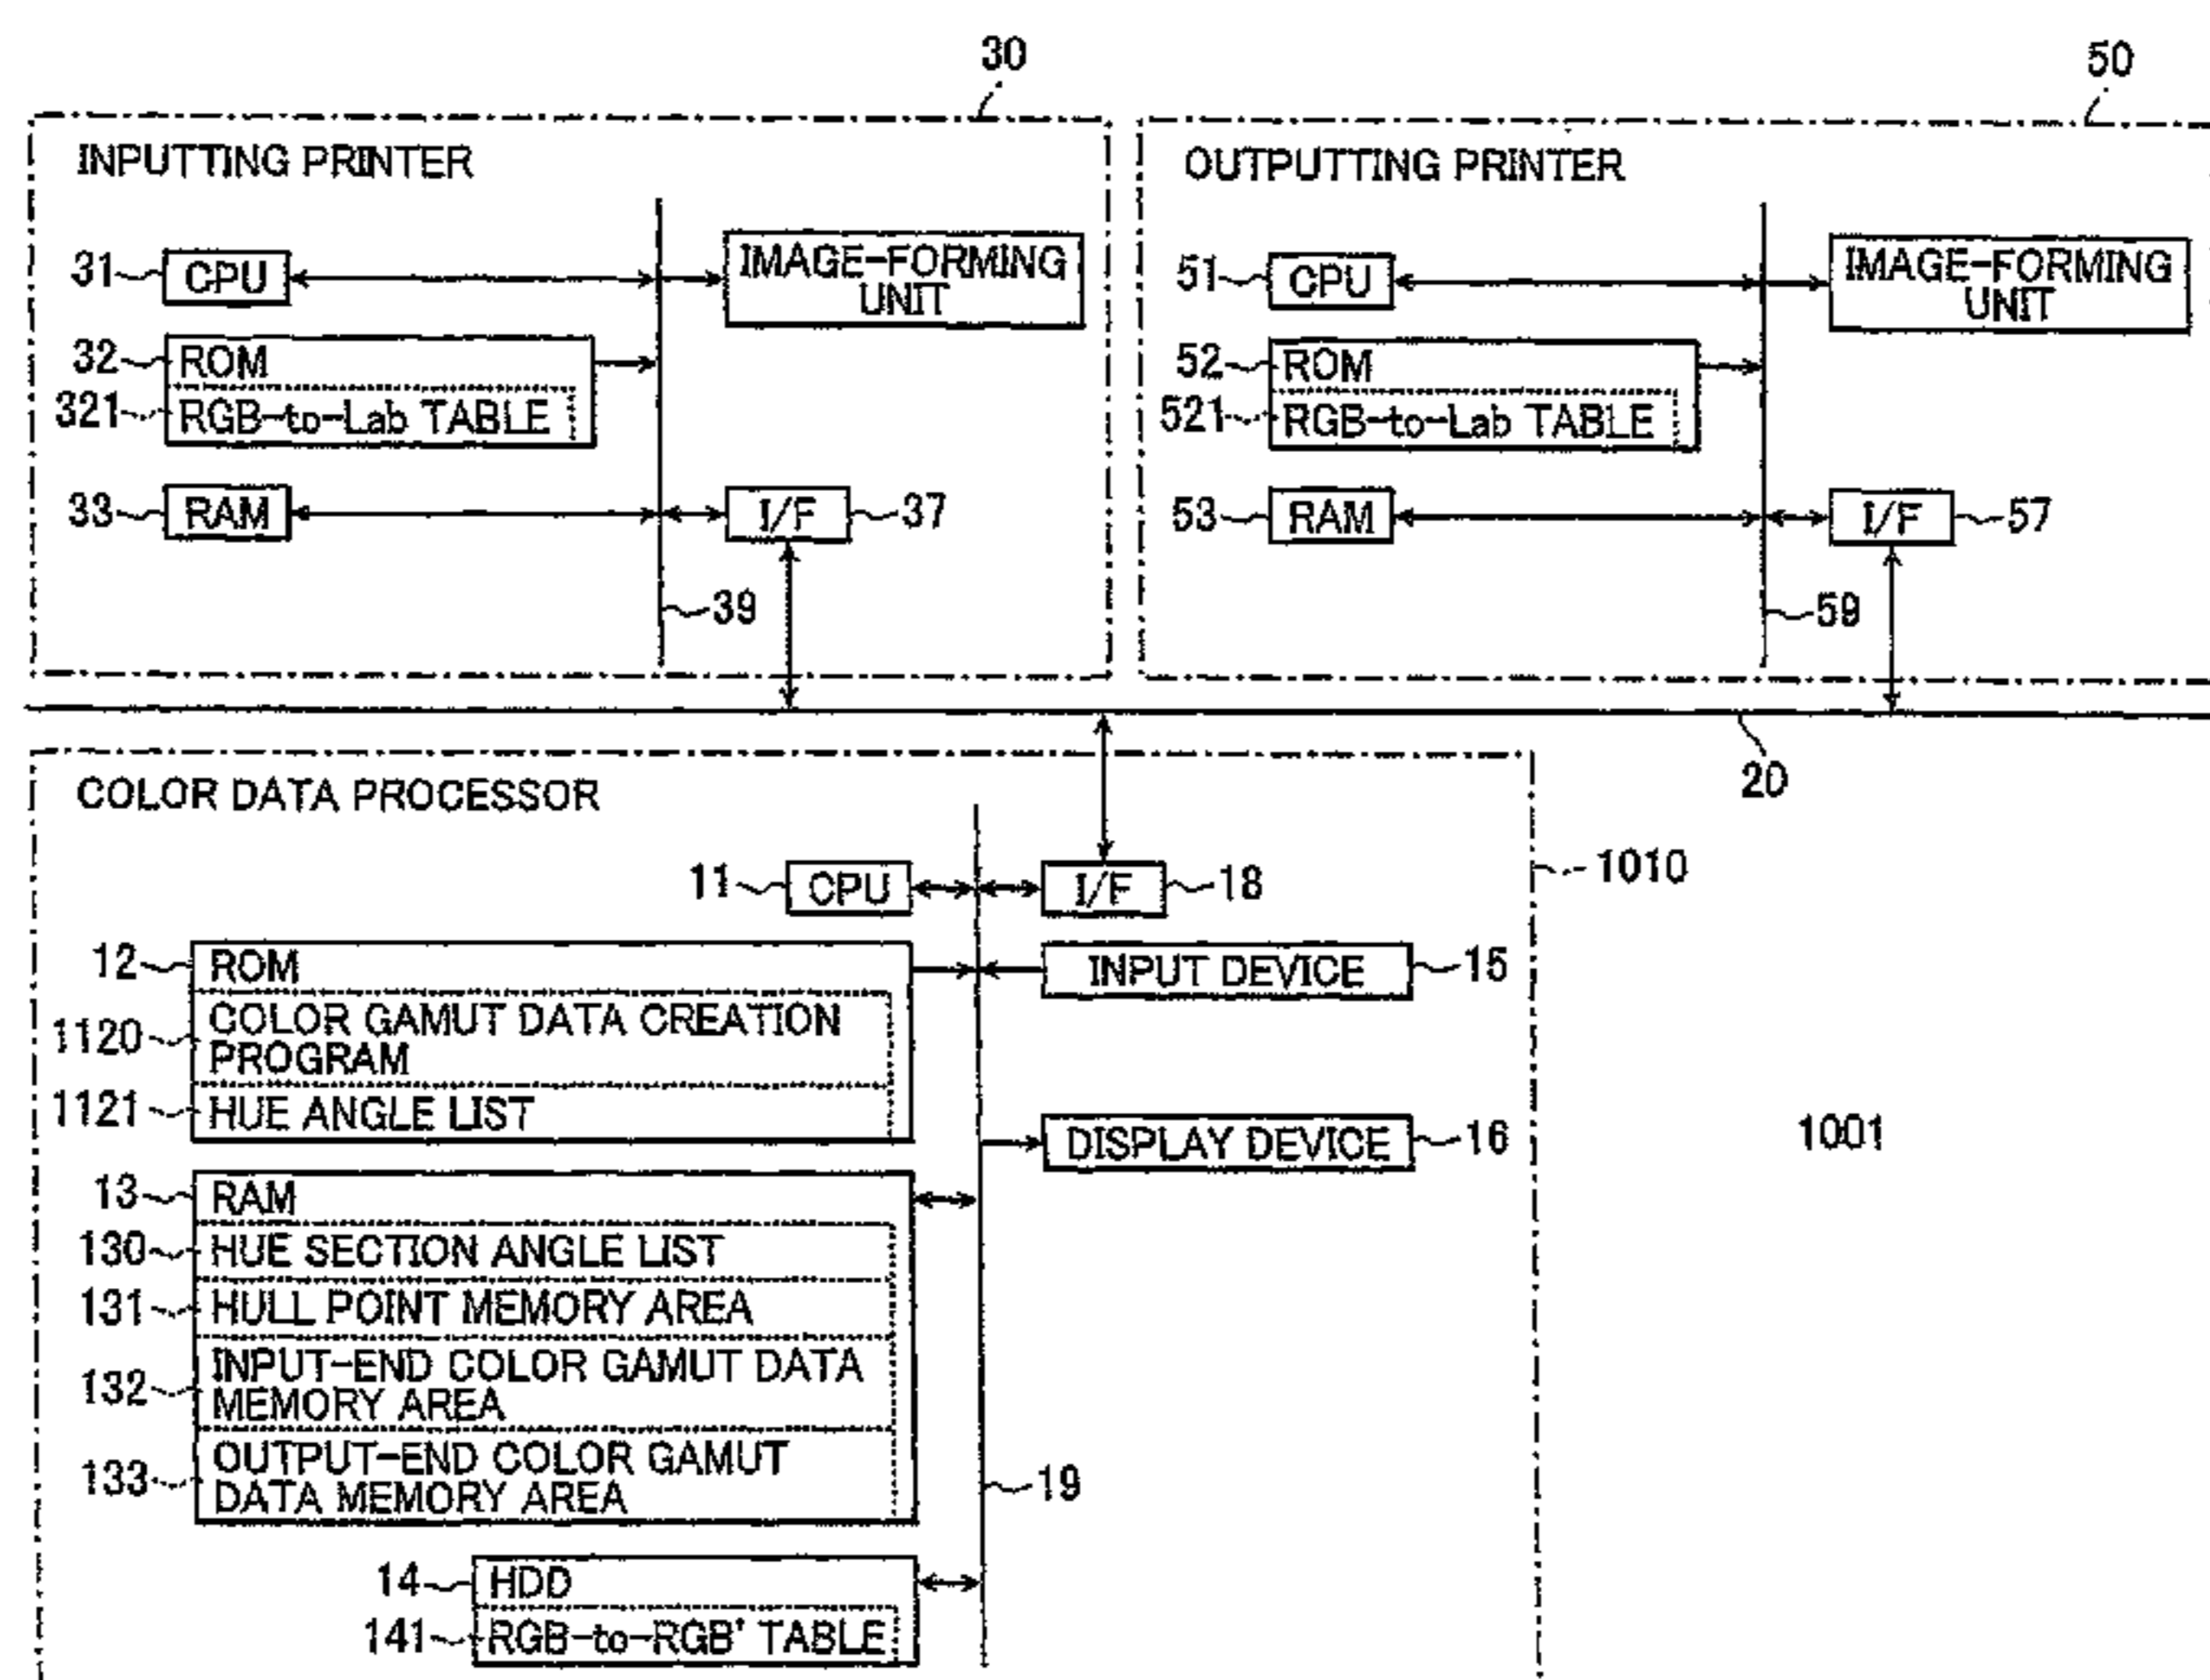 30
50
INPUTTING PRINTER
OUTPUTTING PRINTER
31 CPU
IMAGE-FORMING
UNIT
51 CPU
IMAGE-FORMING
UNIT
32 ROM
321 RGB-to-Lab TABLE
52 ROM
521 RGB-to-Lab TABLE
33 RAM
I/F 37
53 RAM
I/F 57
39
59
20
COLOR DATA PROCESSOR
11 CPU
I/F 18
1010
12 ROM
INPUT DEVICE 15
1120 COLOR GAMUT DATA CREATION
PROGRAM
1121 HUE ANGLE LIST
DISPLAY DEVICE 16
1001
13 RAM
130 HUE SECTION ANGLE LIST
131 HULL POINT MEMORY AREA
132 INPUT-END COLOR GAMUT DATA
MEMORY AREA
133 OUTPUT-END COLOR GAMUT
DATA MEMORY AREA
19
14 HDD
141 RGB-to-RGB' TABLE